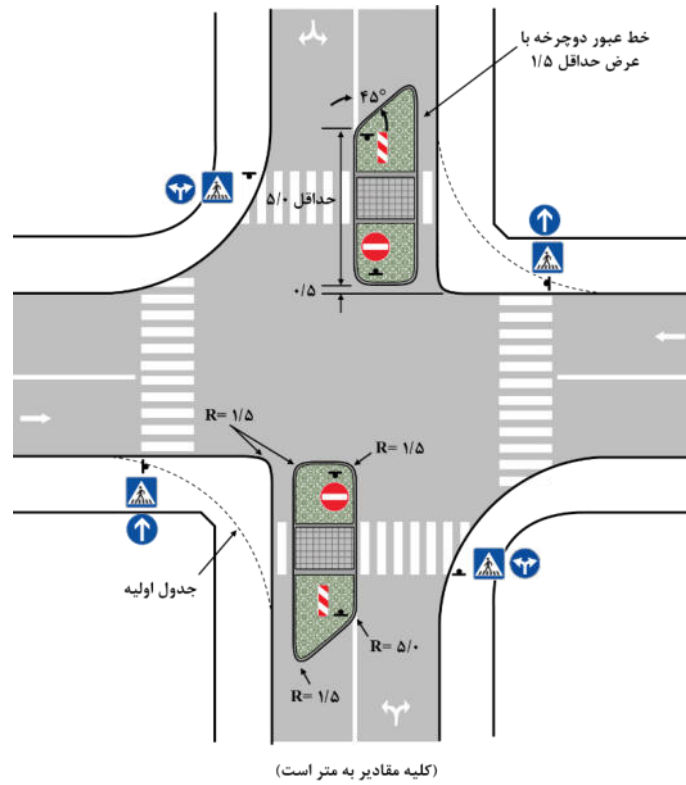 خط عبور دوچرخه با
عرض حداقل ۱/۵
۴۵°
حداقل ۵/۰
۰/۵
R= ۱/۵
R= ۱/۵
جدول اولیه
R= ۵/۰
R= ۱/۵
(کلیه مقادیر به متر است)